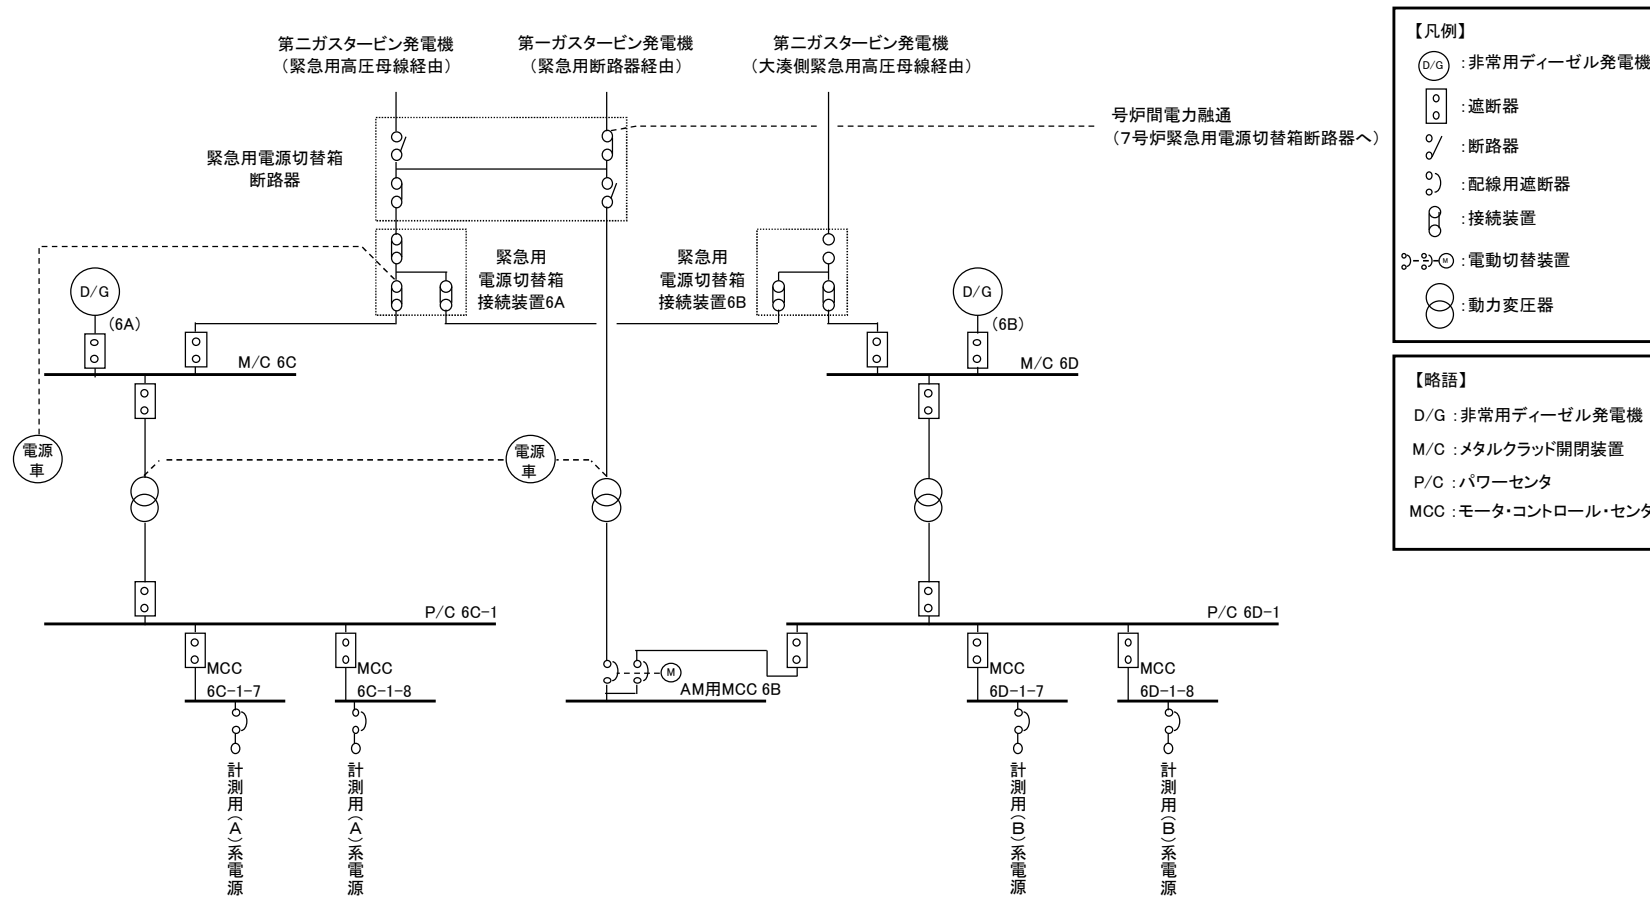 第二ガスタービン発電機
（緊急用高圧母線経由）
第一ガスタービン発電機
（緊急用断路器経由）
第二ガスタービン発電機
（大湊側緊急用高圧母線経由）
号炉間電力融通
（7号炉緊急用電源切替箱断路器へ）
緊急用電源切替箱
断路器
緊急用
電源切替箱
接続装置6A
緊急用
電源切替箱
接続装置6B
D/G
（6A）
D/G
（6B）
M/C 6C
M/C 6D
電源
車
電源
車
P/C 6C-1
P/C 6D-1
MCC
6C-1-7
MCC
6C-1-8
M
AM用MCC 6B
MCC
6D-1-7
MCC
6D-1-8
計測用（A）系電源
計測用（A）系電源
計測用（B）系電源
計測用（B）系電源
【凡例】
D/G ：非常用ディーゼル発電機
：遮断器
：断路器
：配線用遮断器
：接続装置
M ：電動切替装置
：動力変圧器
【略語】
D/G ：非常用ディーゼル発電機
M/C ：メタルクラッド開閉装置
P/C ：パワーセンタ
MCC ：モータ・コントロール・センタ